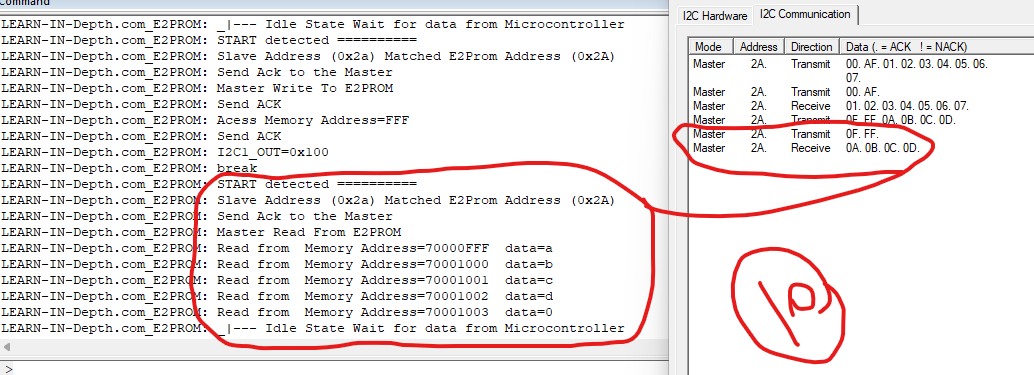 Command
LEARN-IN-Depth.com_E2PROM: _|--- Idle State Wait for data from Microcontroller
LEARN-IN-Depth.com_E2PROM: START detected ==========
LEARN-IN-Depth.com_E2PROM: Slave Address (0x2a) Matched E2Prom Address (0x2A)
LEARN-IN-Depth.com_E2PROM: Send Ack to the Master
LEARN-IN-Depth.com_E2PROM: Master Write To E2PROM
LEARN-IN-Depth.com_E2PROM: Send ACK
LEARN-IN-Depth.com_E2PROM: Acess Memory Address=FFF
LEARN-IN-Depth.com_E2PROM: Send ACK
LEARN-IN-Depth.com_E2PROM: I2C1_OUT=0x100
LEARN-IN-Depth.com_E2PROM: break
LEARN-IN-Depth.com_E2PROM: START detected ==========
LEARN-IN-Depth.com_E2PROM: Slave Address (0x2a) Matched E2Prom Address (0x2A)
LEARN-IN-Depth.com_E2PROM: Send Ack to the Master
LEARN-IN-Depth.com_E2PROM: Master Read From E2PROM
LEARN-IN-Depth.com_E2PROM: Read from  Memory Address=70000FFF  data=a
LEARN-IN-Depth.com_E2PROM: Read from  Memory Address=70001000  data=b
LEARN-IN-Depth.com_E2PROM: Read from  Memory Address=70001001  data=c
LEARN-IN-Depth.com_E2PROM: Read from  Memory Address=70001002  data=d
LEARN-IN-Depth.com_E2PROM: Read from  Memory Address=70001003  data=0
LEARN-IN-Depth.com_E2PROM: _|--- Idle State Wait for data from Microcontroller
>
I2C Hardware I2C Communication
Mode Address Direction Data (. = ACK ! = NACK)
Master 2A. Transmit 00. AF. 01. 02. 03. 04. 05. 06.
07.
Master 2A. Transmit 00. AF.
Master 2A. Receive 01. 02. 03. 04. 05. 06. 07.
Master 2A. Transmit 0F. FF. 0A. 0B. 0C. 0D.
Master 2A. Transmit 0F. FF.
Master 2A. Receive 0A. 0B. 0C. 0D.